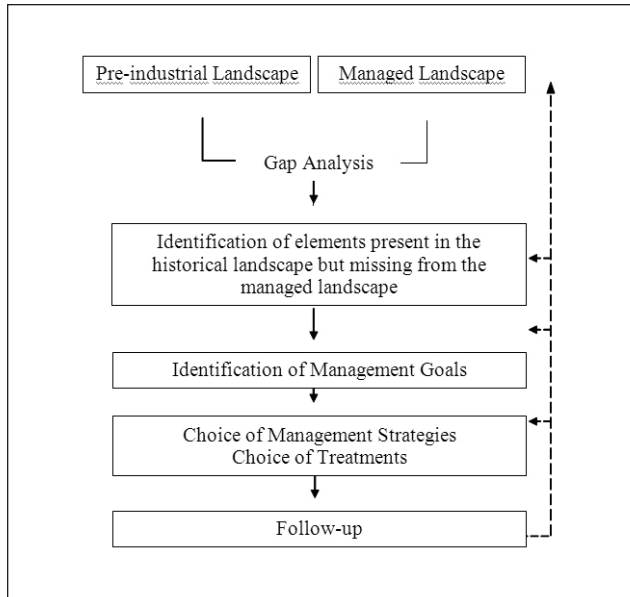 Pre-industrial Landscape
Managed Landscape
Gap Analysis
Identification of elements present in the
historical landscape but missing from the
managed landscape
Identification of Management Goals
Choice of Management Strategies
Choice of Treatments
Follow-up